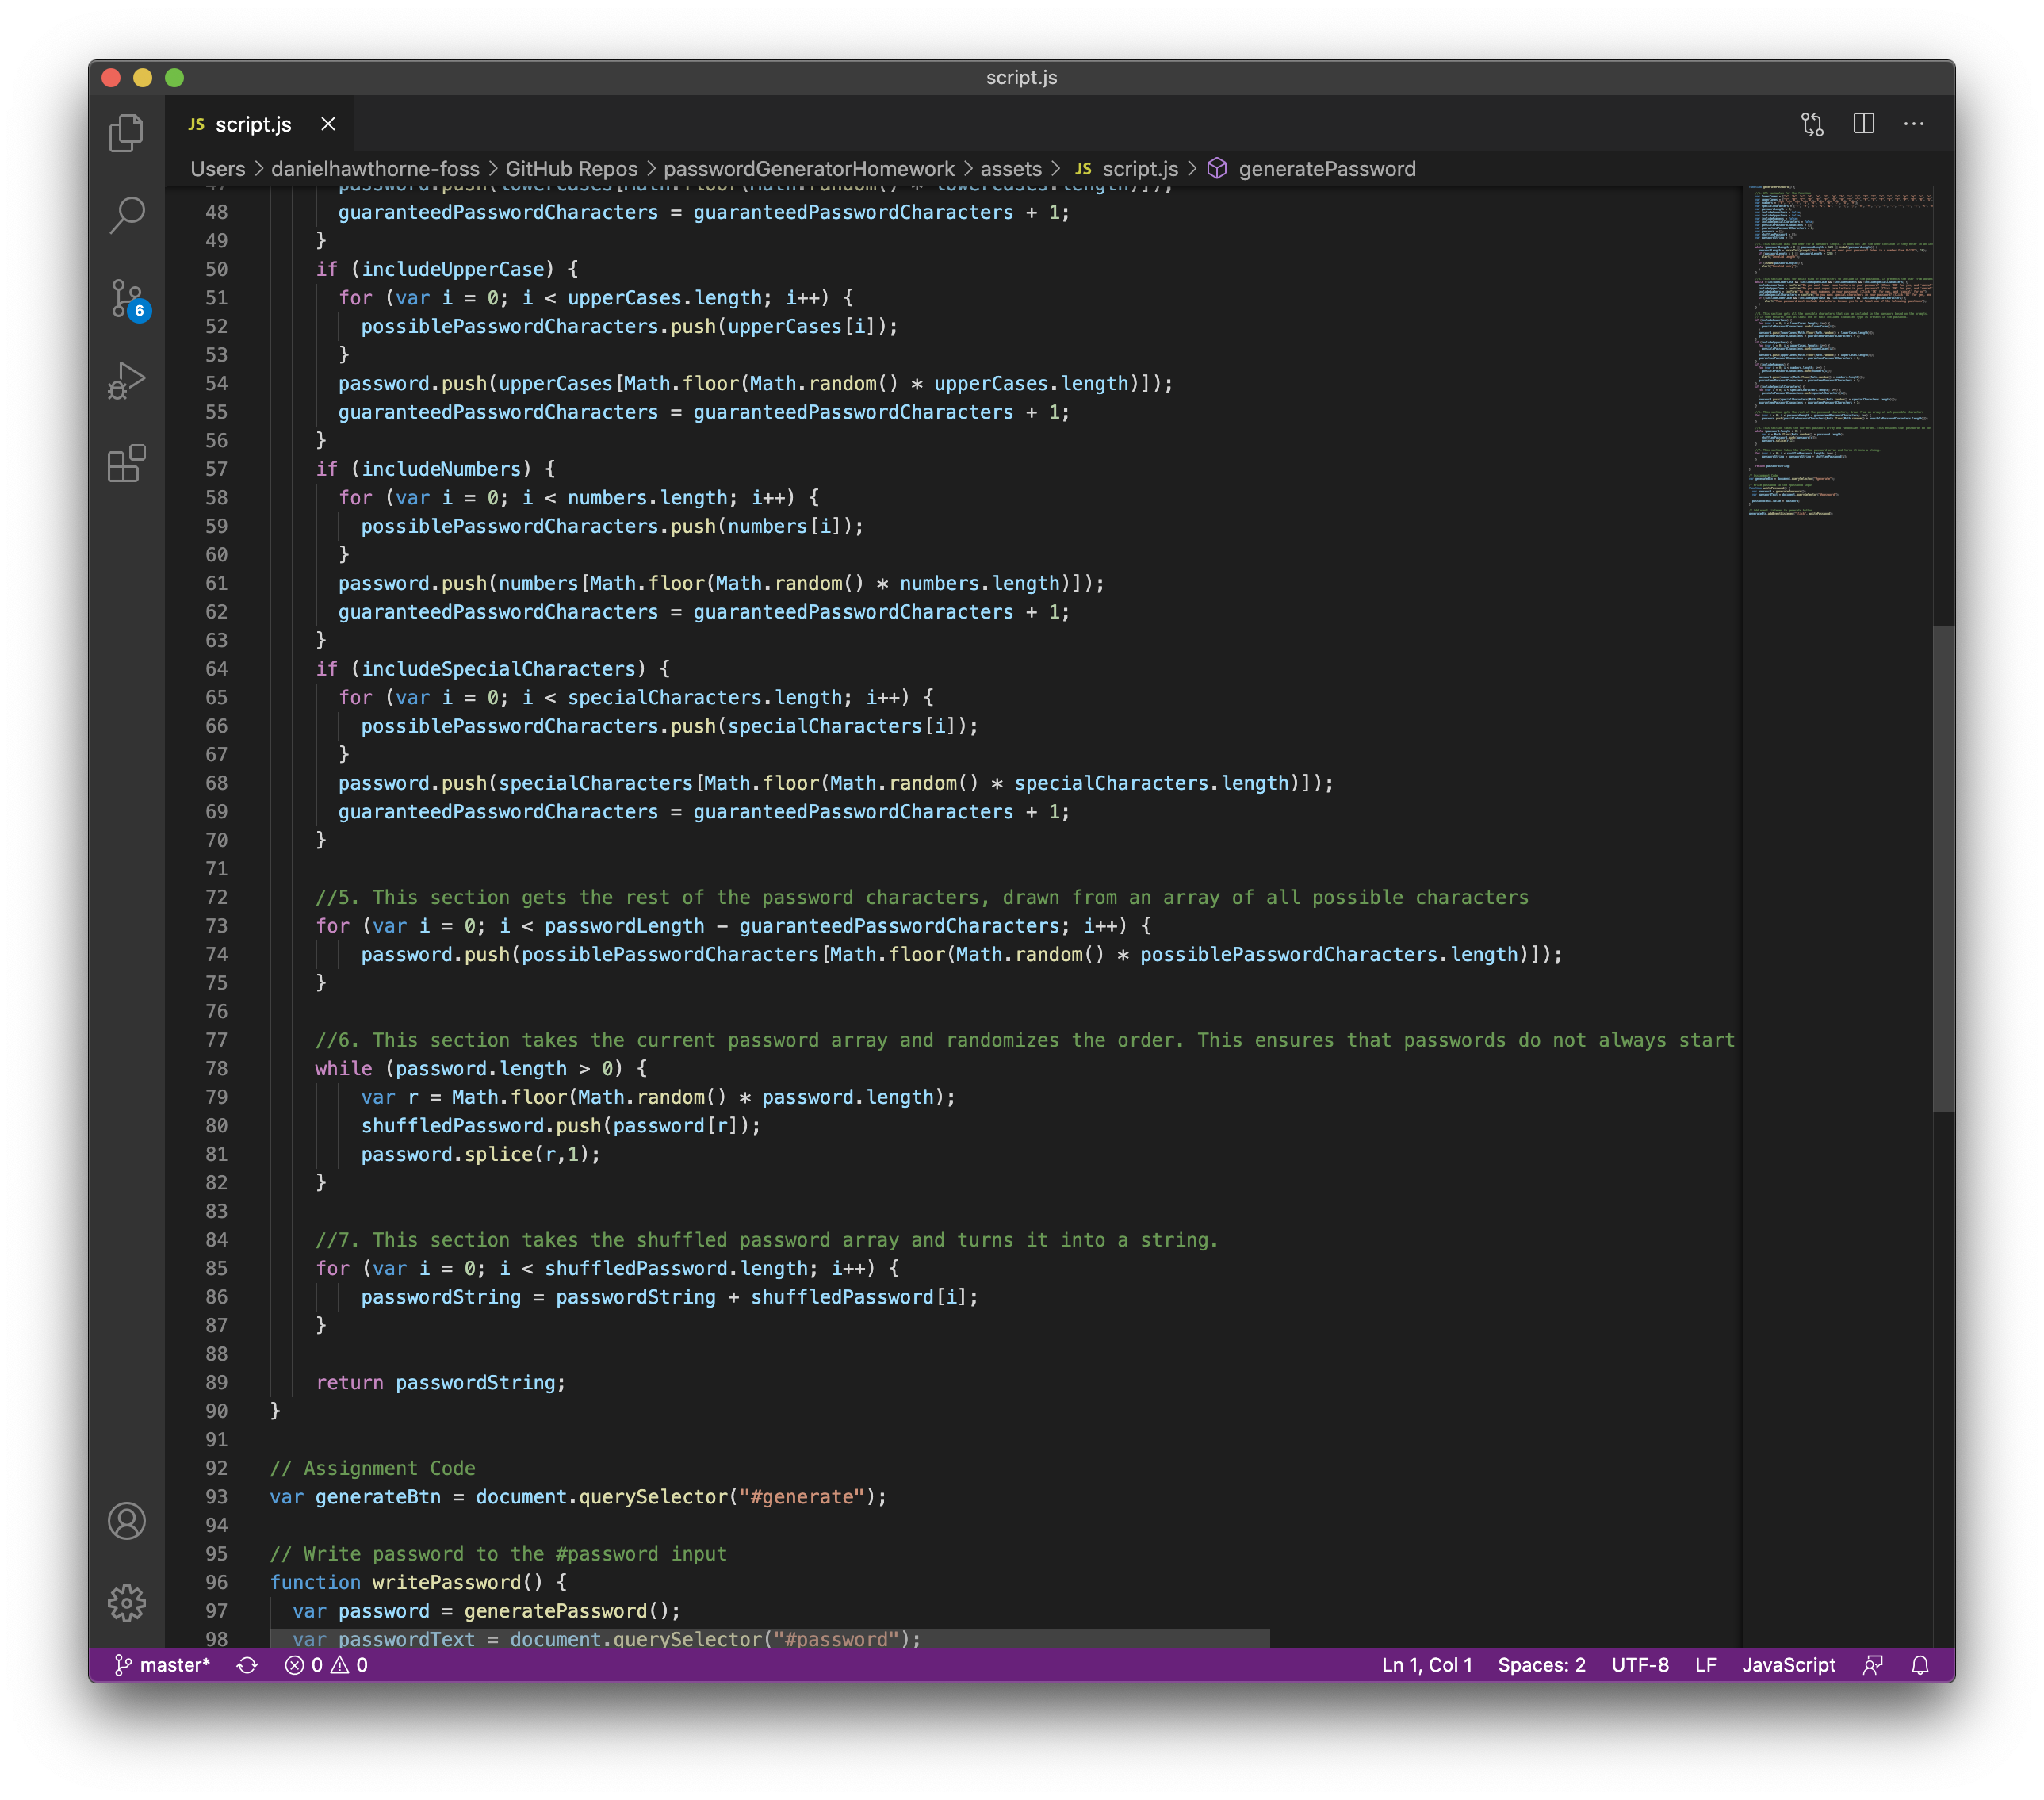 script.js
JS script.js
Users > danielhawthorne-foss > GitHub Repos > passwordGeneratorHomework > assets > JS script.js > generatePassword
47 password.push(lowerCases[Math.floor(Math.random() * lowerCases.length)]);
48 guaranteedPasswordCharacters = guaranteedPasswordCharacters + 1;
49 }
50 if (includeUpperCase) {
51 for (var i = 0; i < upperCases.length; i++) {
52 possiblePasswordCharacters.push(upperCases[i]);
53 }
54 password.push(upperCases[Math.floor(Math.random() * upperCases.length)]);
55 guaranteedPasswordCharacters = guaranteedPasswordCharacters + 1;
56 }
57 if (includeNumbers) {
58 for (var i = 0; i < numbers.length; i++) {
59 possiblePasswordCharacters.push(numbers[i]);
60 }
61 password.push(numbers[Math.floor(Math.random() * numbers.length)]);
62 guaranteedPasswordCharacters = guaranteedPasswordCharacters + 1;
63 }
64 if (includeSpecialCharacters) {
65 for (var i = 0; i < specialCharacters.length; i++) {
66 possiblePasswordCharacters.push(specialCharacters[i]);
67 }
68 password.push(specialCharacters[Math.floor(Math.random() * specialCharacters.length)]);
69 guaranteedPasswordCharacters = guaranteedPasswordCharacters + 1;
70 }
71
72 //5. This section gets the rest of the password characters, drawn from an array of all possible characters
73 for (var i = 0; i < passwordLength - guaranteedPasswordCharacters; i++) {
74 password.push(possiblePasswordCharacters[Math.floor(Math.random() * possiblePasswordCharacters.length)]);
75 }
76
77 //6. This section takes the current password array and randomizes the order. This ensures that passwords do not always start
78 while (password.length > 0) {
79 var r = Math.floor(Math.random() * password.length);
80 shuffledPassword.push(password[r]);
81 password.splice(r,1);
82 }
83
84 //7. This section takes the shuffled password array and turns it into a string.
85 for (var i = 0; i < shuffledPassword.length; i++) {
86 passwordString = passwordString + shuffledPassword[i];
87 }
88
89 return passwordString;
90 }
91
92 // Assignment Code
93 var generateBtn = document.querySelector("#generate");
94
95 // Write password to the #password input
96 function writePassword() {
97 var password = generatePassword();
98 var passwordText = document.querySelector("#password");
6
master* 0 0 Ln 1, Col 1 Spaces: 2 UTF-8 LF JavaScript